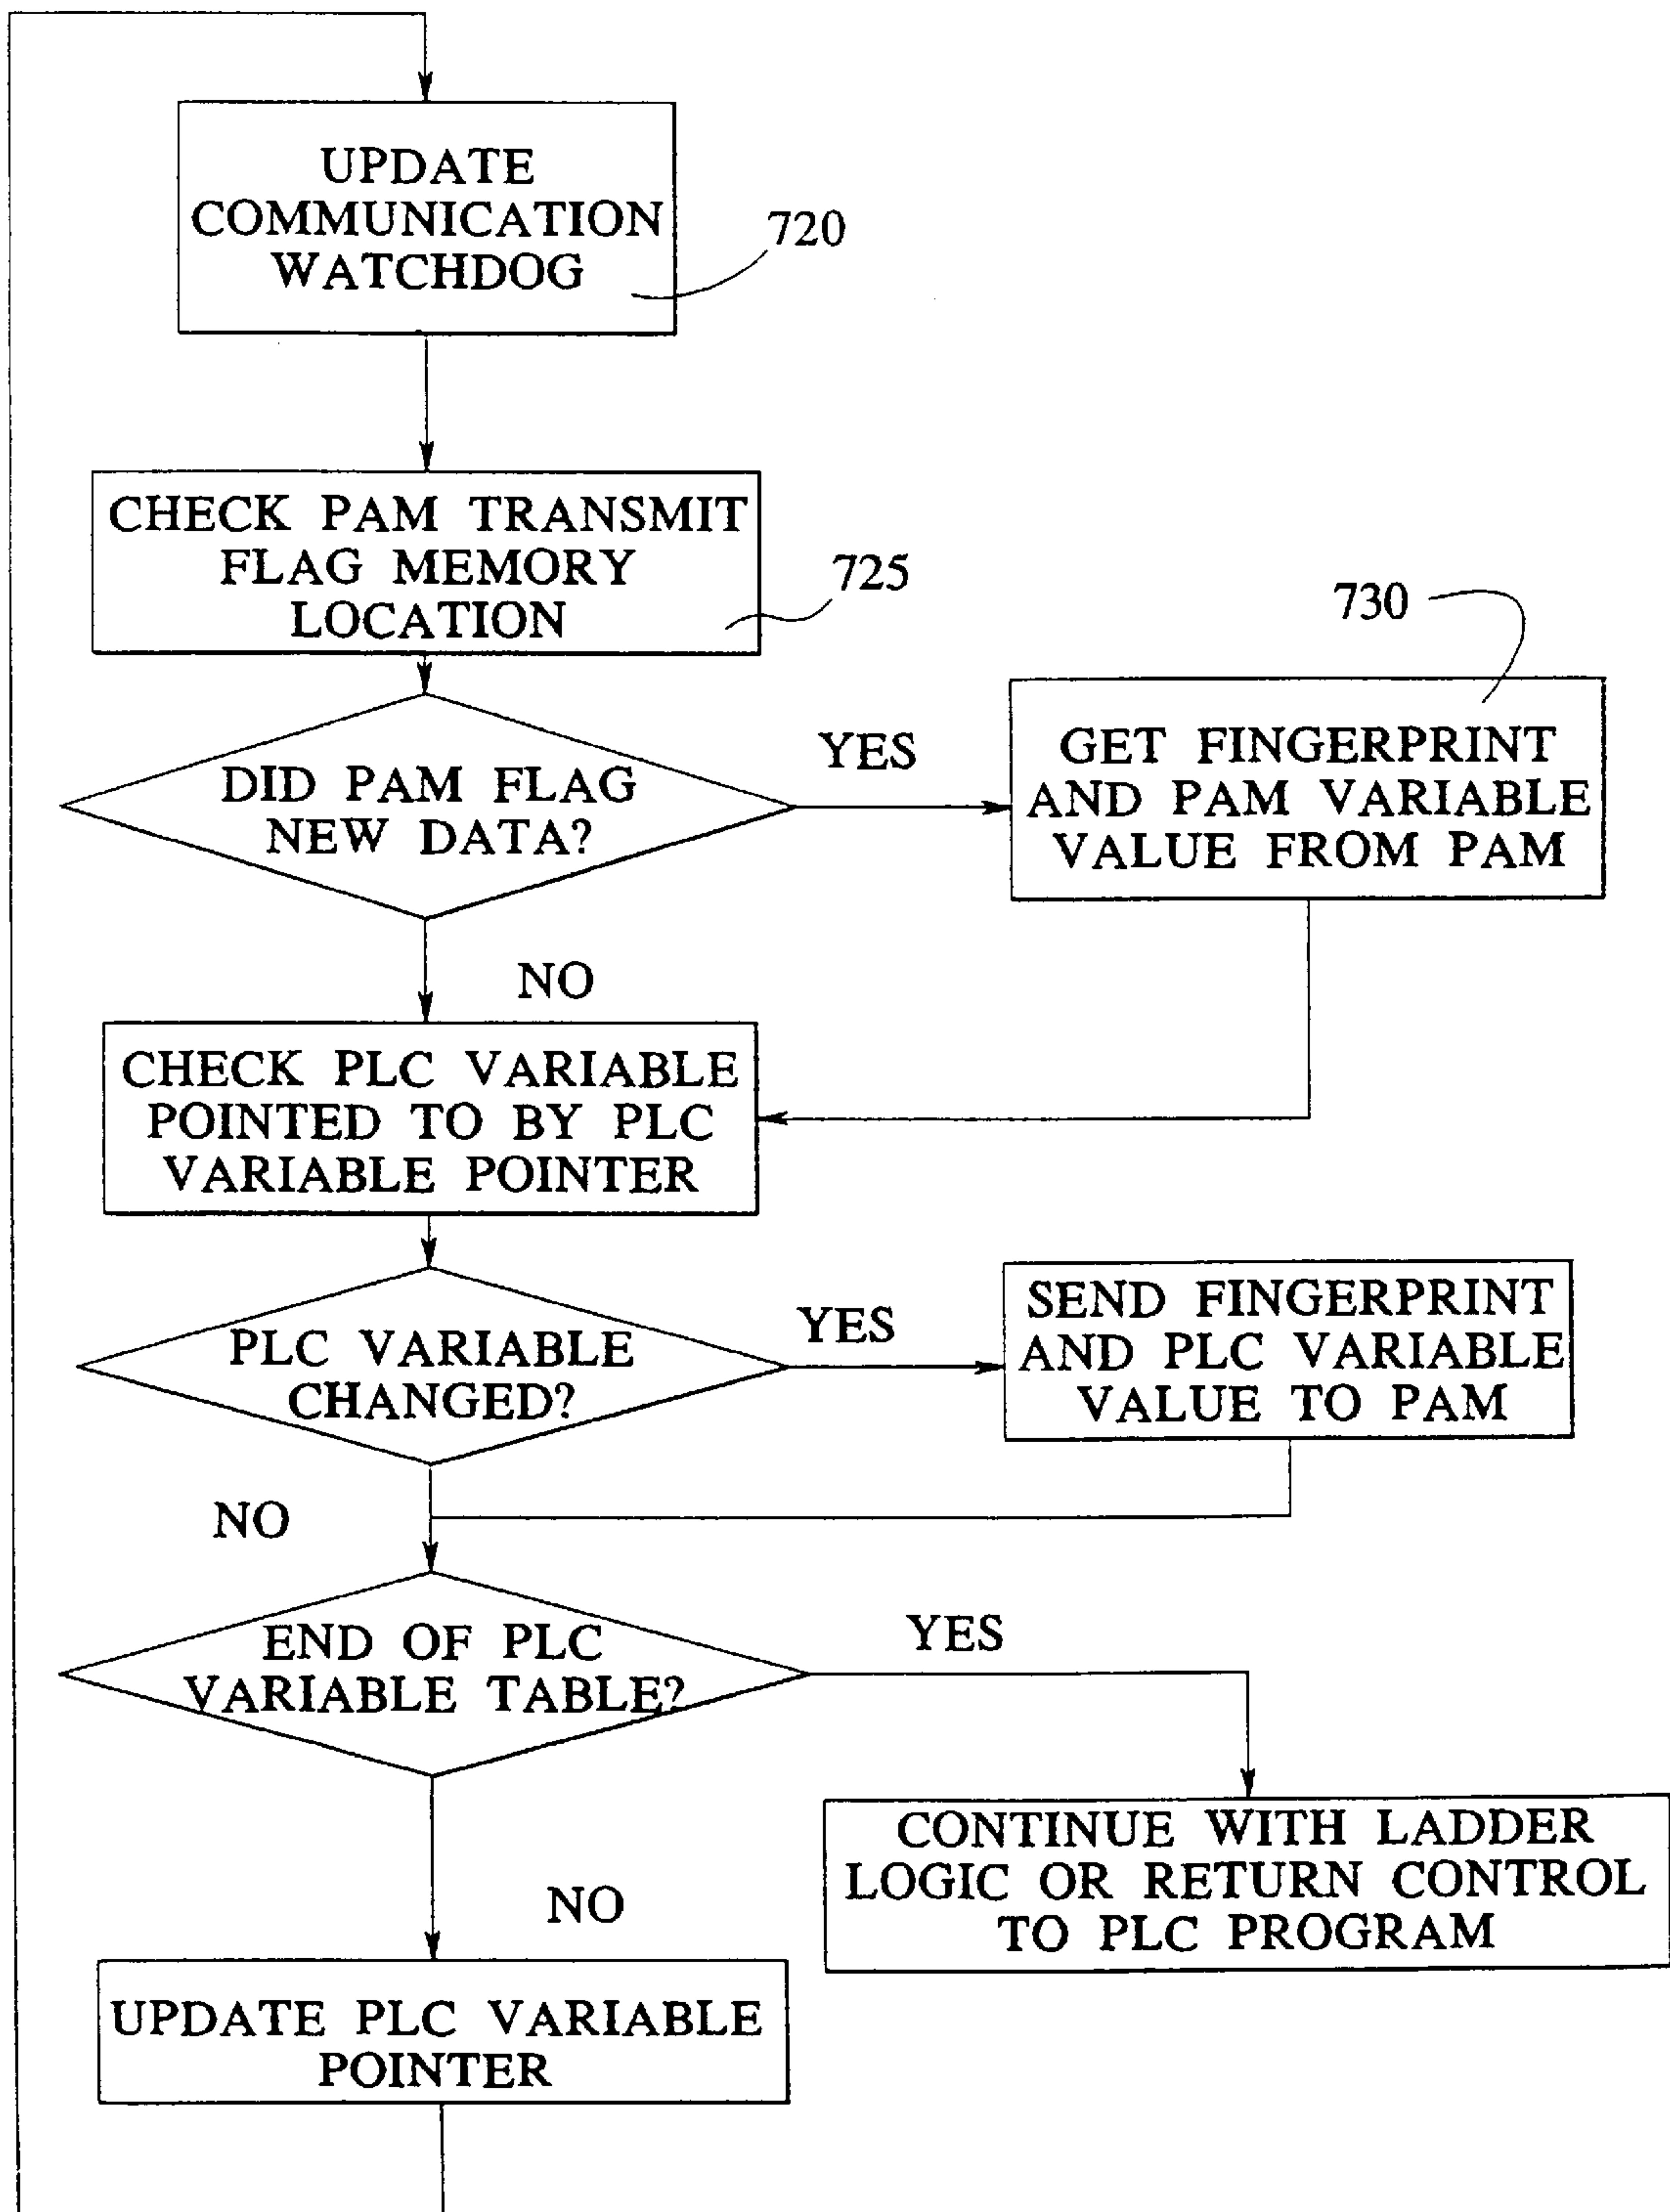 UPDATE
COMMUNICATION
WATCHDOG
720
CHECK PAM TRANSMIT
FLAG MEMORY
LOCATION
725
730
DID PAM FLAG
NEW DATA?
YES
GET FINGERPRINT
AND PAM VARIABLE
VALUE FROM PAM
NO
CHECK PLC VARIABLE
POINTED TO BY PLC
VARIABLE POINTER
PLC VARIABLE
CHANGED?
YES
SEND FINGERPRINT
AND PLC VARIABLE
VALUE TO PAM
NO
END OF PLC
VARIABLE TABLE?
YES
CONTINUE WITH LADDER
LOGIC OR RETURN CONTROL
TO PLC PROGRAM
NO
UPDATE PLC VARIABLE
POINTER